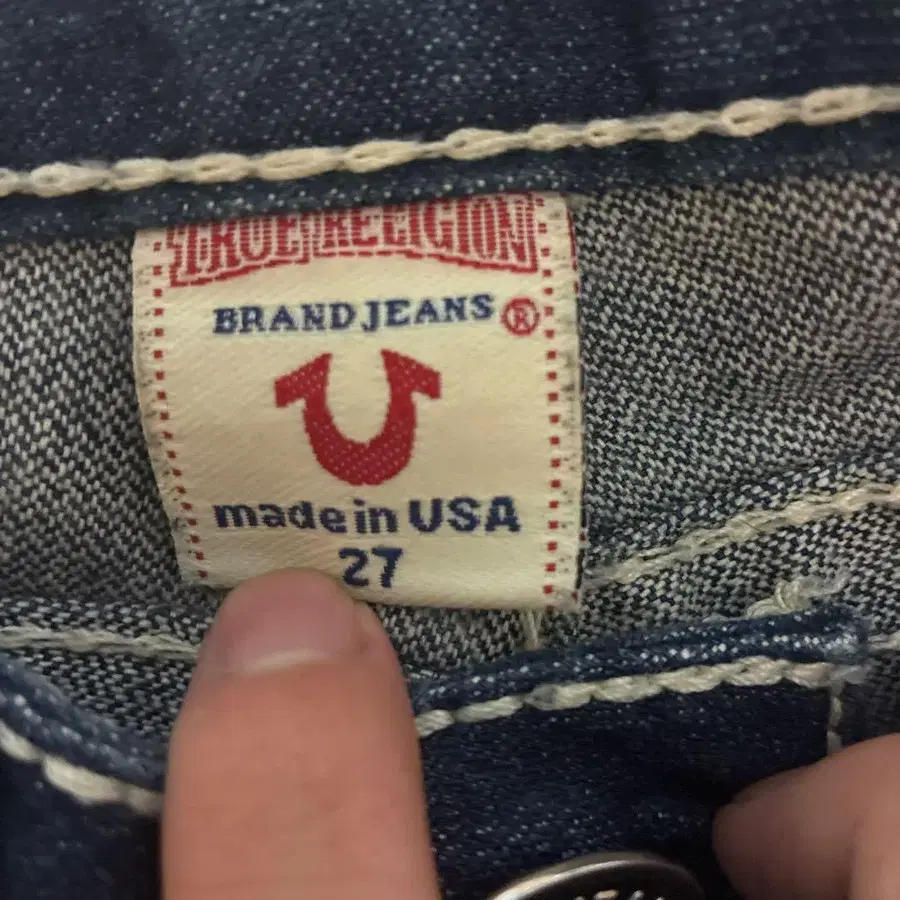 TRUE RELIGION
BRAND JEANS ®
made in USA
27